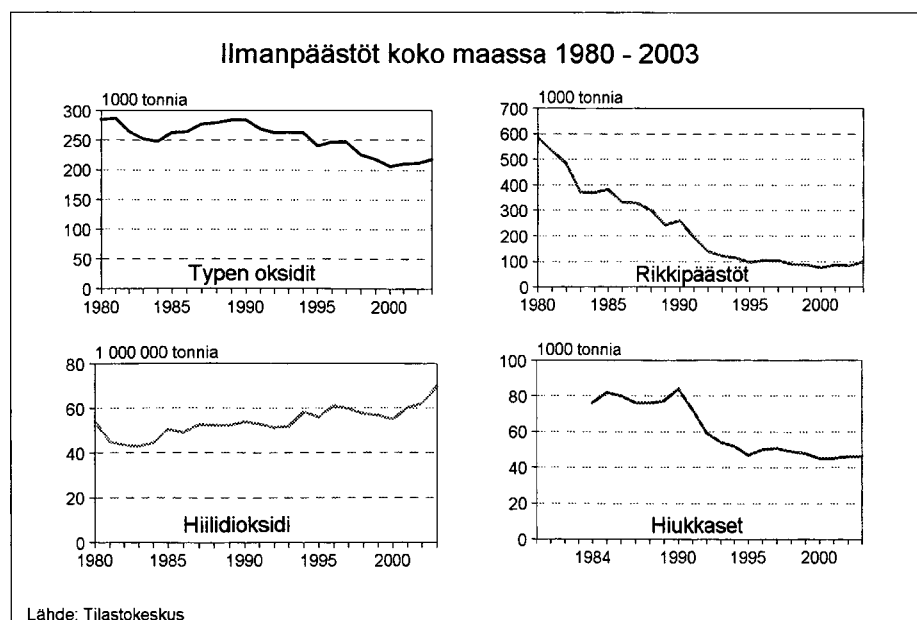 Ilmanpäästöt koko maassa 1980 - 2003
1000 tonnia
300
250
200
150
100
50
0
1980 1985 1990 1995 2000
Typen oksidit
1000 tonnia
700
600
500
400
300
200
100
0
1980 1985 1990 1995 2000
Rikkipäästöt
1 000 000 tonnia
80
60
40
20
0
1980 1985 1990 1995 2000
Hiilidioksidi
1000 tonnia
100
80
60
40
20
0
1984 1990 1995 2000
Hiukkaset
Lähde: Tilastokeskus